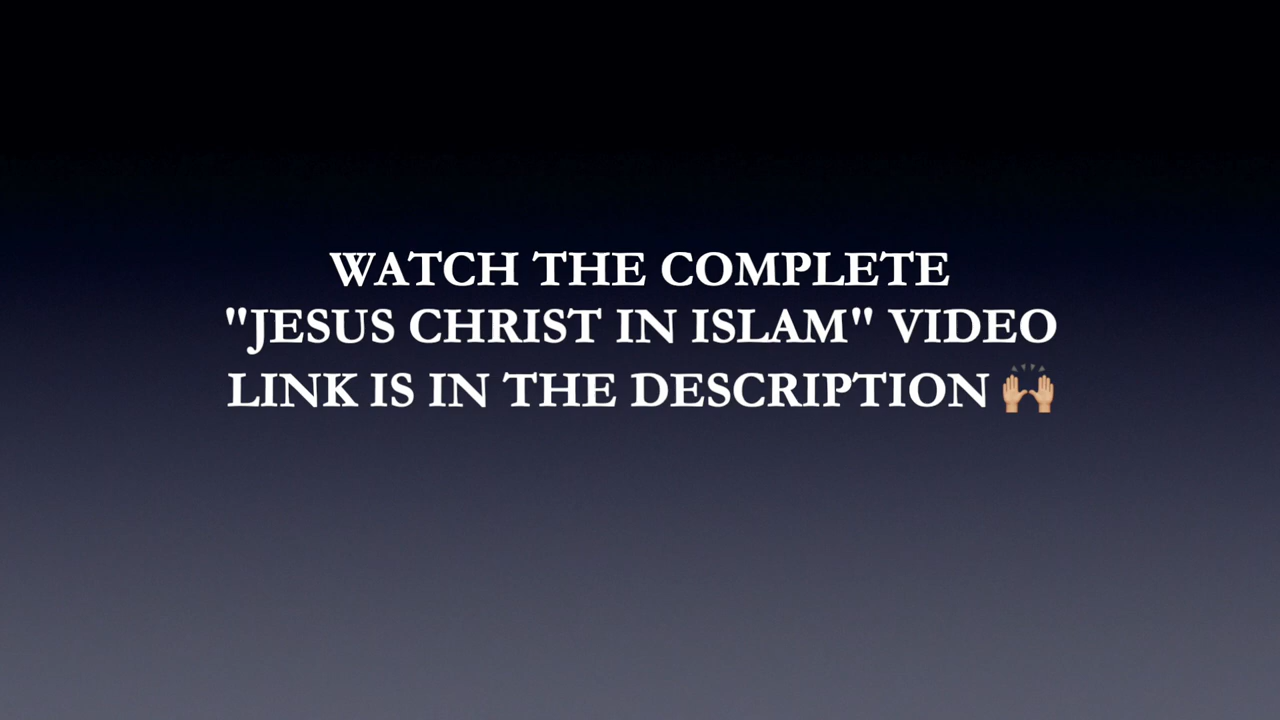 WATCH THE COMPLETE
"JESUS CHRIST IN ISLAM" VIDEO
LINK IS IN THE DESCRIPTION 🙌🏼